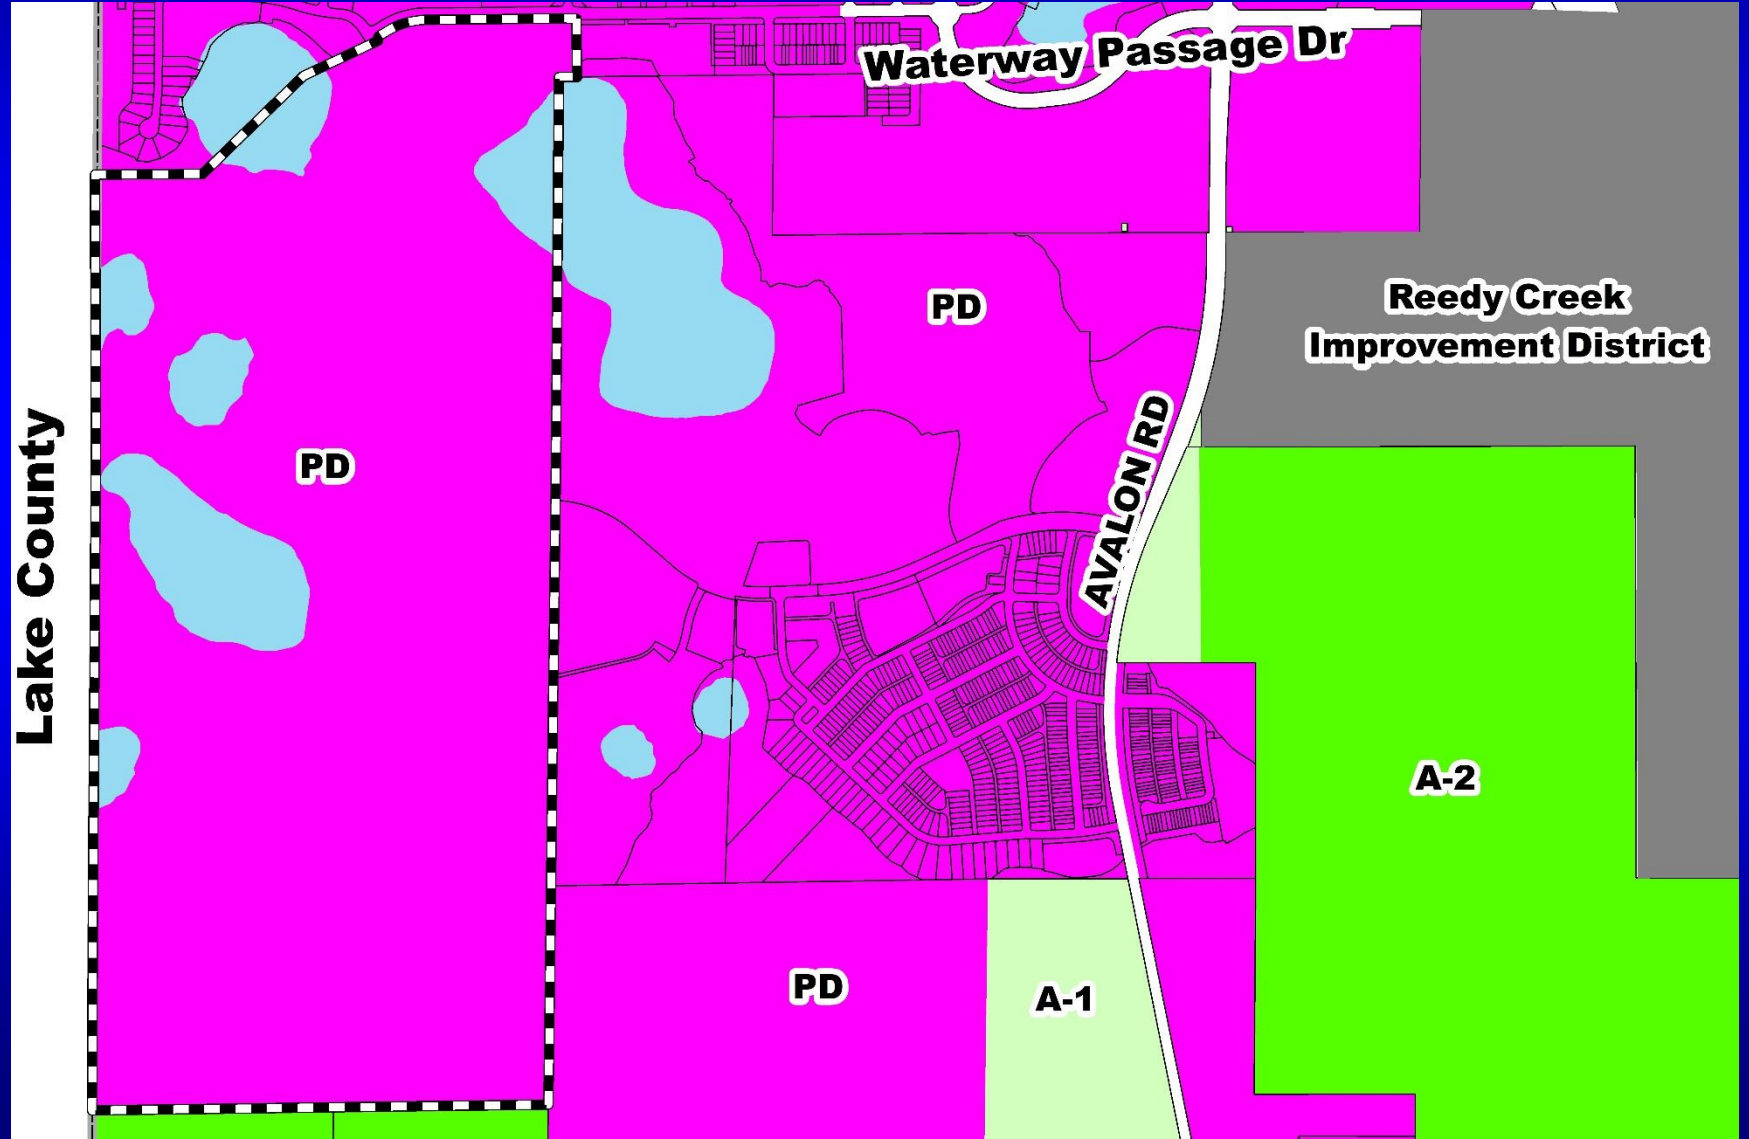 Waterway Passage Dr
PD
Reedy Creek
Improvement District
AVALON RD
PD
Lake County
A-2
PD
A-1